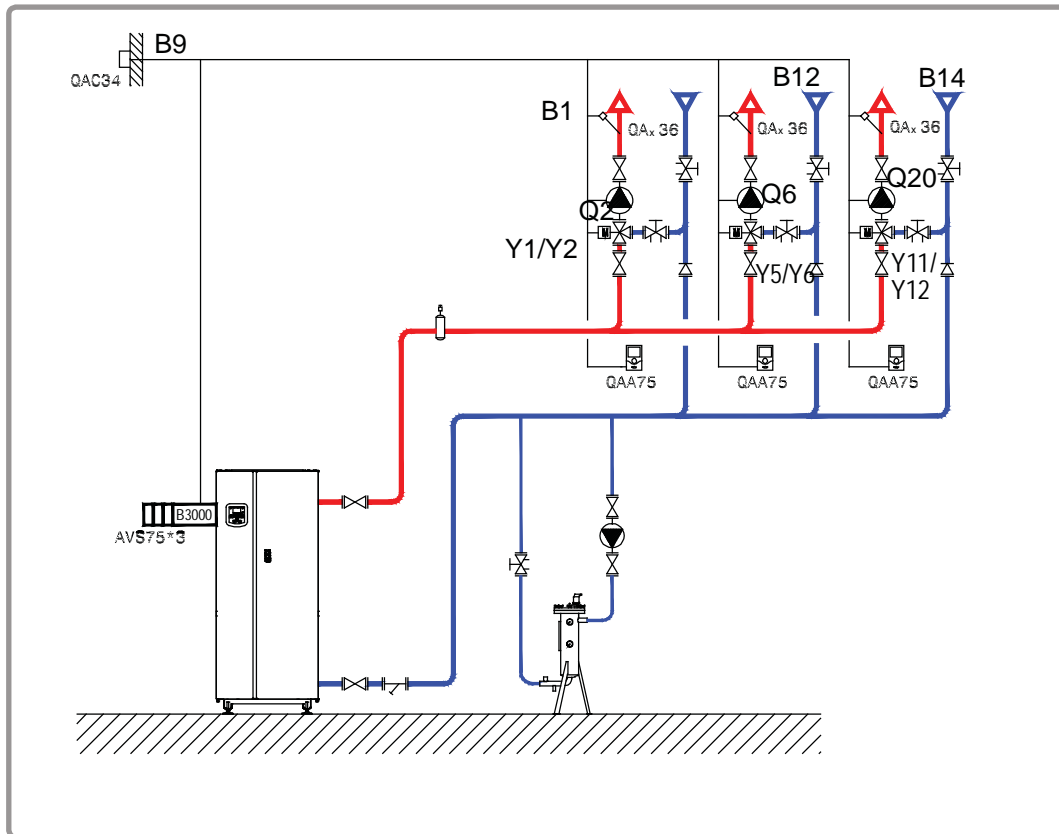 B9
QAC34
B12
B14
B1
QAx 36
QAx 36
QAx 36
Q2
Q6
Q20
M
M
M
Y1/Y2
Y5/Y6
Y11/
Y12
QAA75
QAA75
QAA75
B3000
AVS75*3